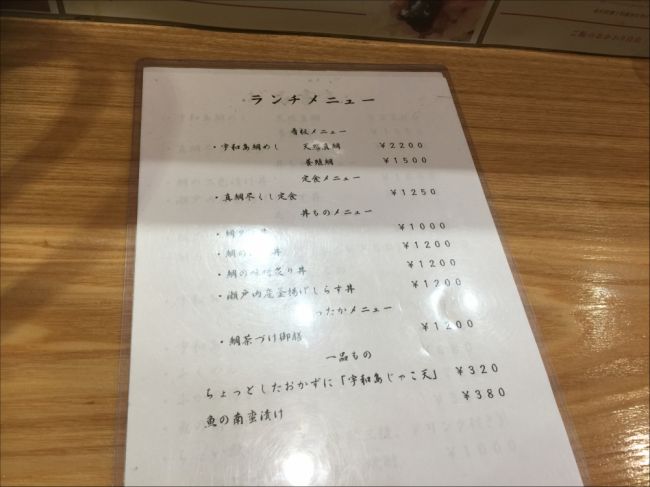 ランチメニュー
看板メニュー
・宇和島鯛めし 天然真鯛 ¥2200
養殖鯛 ¥1500
定食メニュー
・真鯛尽くし定食 ¥1250
丼ものメニュー
・鯛 丼 ¥1000
・鯛の 丼 ¥1200
・鯛の味噌炙り丼 ¥1200
・瀬戸内産釜揚げしらす丼 ¥1200
ったかメニュー
・鯛茶づけ御膳 ¥1200
一品もの
ちょっとしたおかずに「宇和島じゃこ天」 ¥320
魚の南蛮漬け ¥380